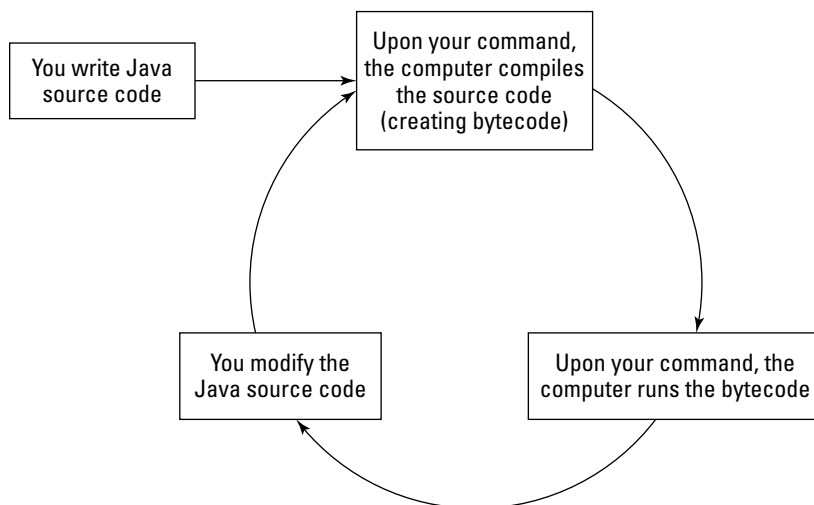 You write Java
source code
Upon your command,
the computer compiles
the source code
(creating bytecode)
You modify the
Java source code
Upon your command, the
computer runs the bytecode